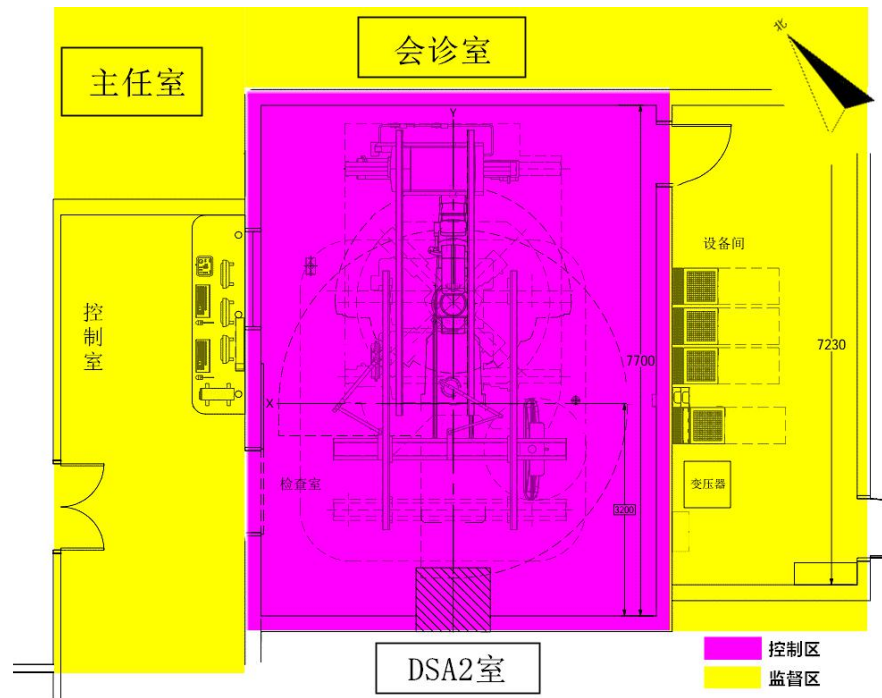 会诊室
北
主任室
Y
设备间
控制室
7700
7230
X
检查室
变压器
3200
DSA2室
控制区
监督区